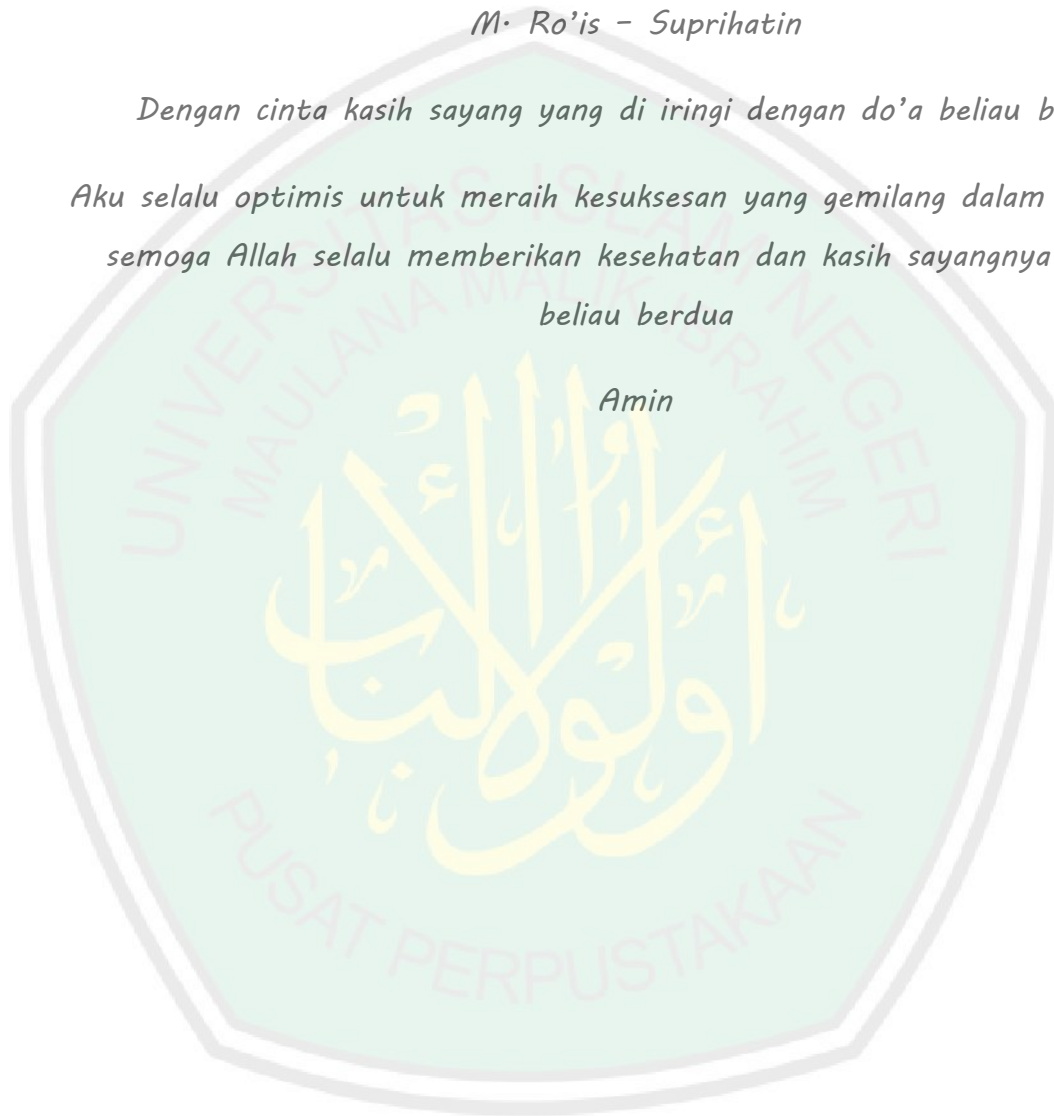 M. Ro'is – Suprihatin
Dengan cinta kasih sayang yang di iringi dengan do'a beliau b
Aku selalu optimis untuk meraih kesuksesan yang gemilang dalam
semoga Allah selalu memberikan kesehatan dan kasih sayangnya
beliau berdua
Amin
UNIVERSITAS ISLAM NEGERI
MAULANA MALIK IBRAHIM
أولوا الألباب
PUSAT PERPUSTAKAAN